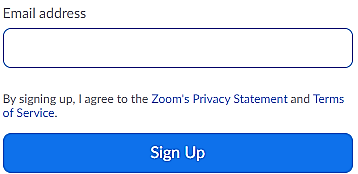 Email address
By signing up, I agree to the Zoom's Privacy Statement and Terms
of Service.
Sign Up